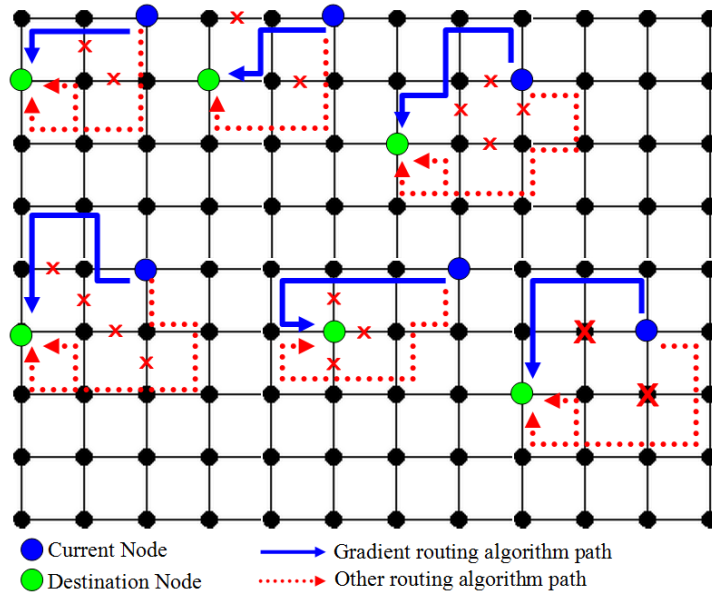 Current Node
Gradient routing algorithm path
Destination Node
Other routing algorithm path